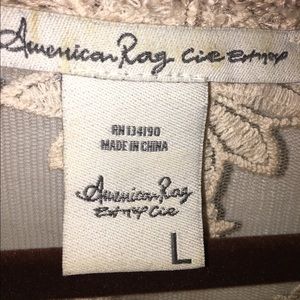 American Rag Cie
RN 134190
MADE IN CHINA
American Rag
Cie
L